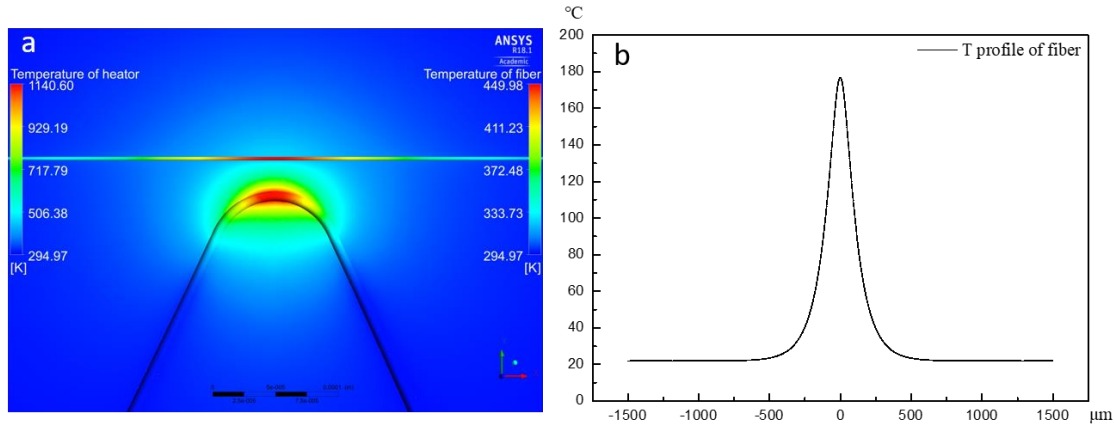 a
ANSYS
R18.1
Academic
Temperature of heator
1140.60
929.19
717.79
506.38
294.97
[K]
Temperature of fiber
449.98
411.23
372.48
333.73
294.97
[K]
0
b
°C
T profile of fiber
200
180
160
140
120
100
80
60
40
20
0
-1500
-1000
-500
0
500
1000
1500
μm